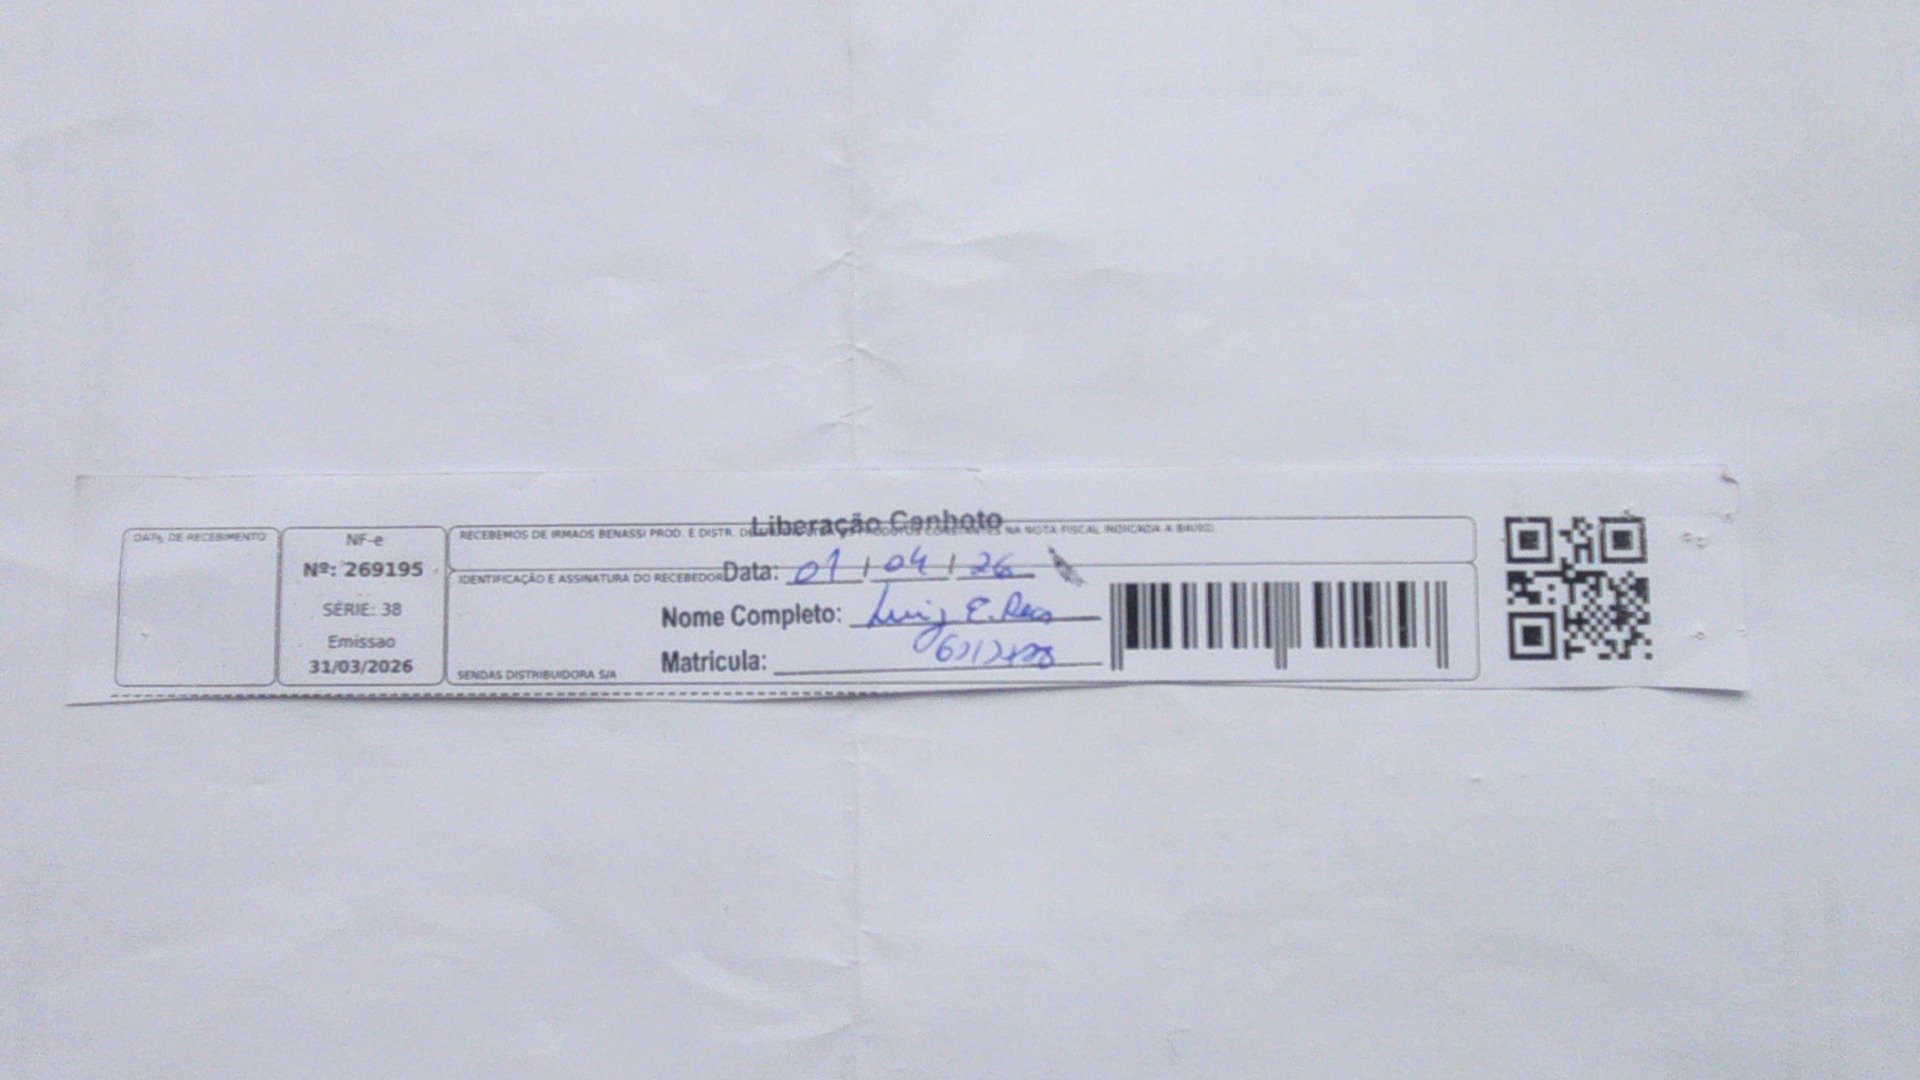 DATA DE RECEBIMENTO
NF-e
Nº: 269195
SÉRIE: 38
Emissao
31/03/2026
RECEBEMOS DE IRMAOS BENASSI PROD. E DISTR. NA NOTA FISCAL INDICADA A BAIXO
Liberação Canhoto
IDENTIFICAÇÃO E ASSINATURA DO RECEBEDOR
Data: 01 / 04 / 26
Nome Completo: Luiz E.
Matricula:
SENDAS DISTRIBUIDORA S/A